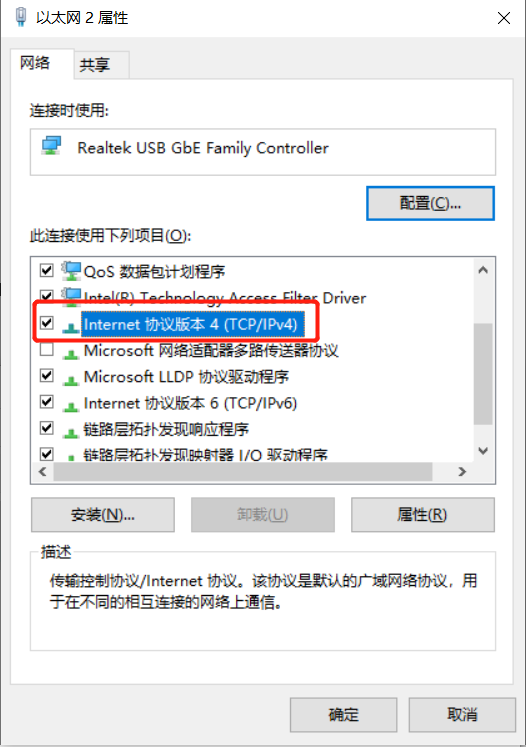 以太网 2 属性
网络
共享
连接时使用:
Realtek USB GbE Family Controller
配置(C)...
此连接使用下列项目(O):
QoS 数据包计划程序
Intel(R) Technology Access Filter Driver
Internet 协议版本 4 (TCP/IPv4)
Microsoft 网络适配器多路传送器协议
Microsoft LLDP 协议驱动程序
Internet 协议版本 6 (TCP/IPv6)
链路层拓扑发现响应程序
链路层拓扑发现映射器 I/O 驱动程序
安装(N)...
卸载(U)
属性(R)
描述
传输控制协议/Internet 协议。该协议是默认的广域网络协议，用
于在不同的相互连接的网络上通信。
确定
取消